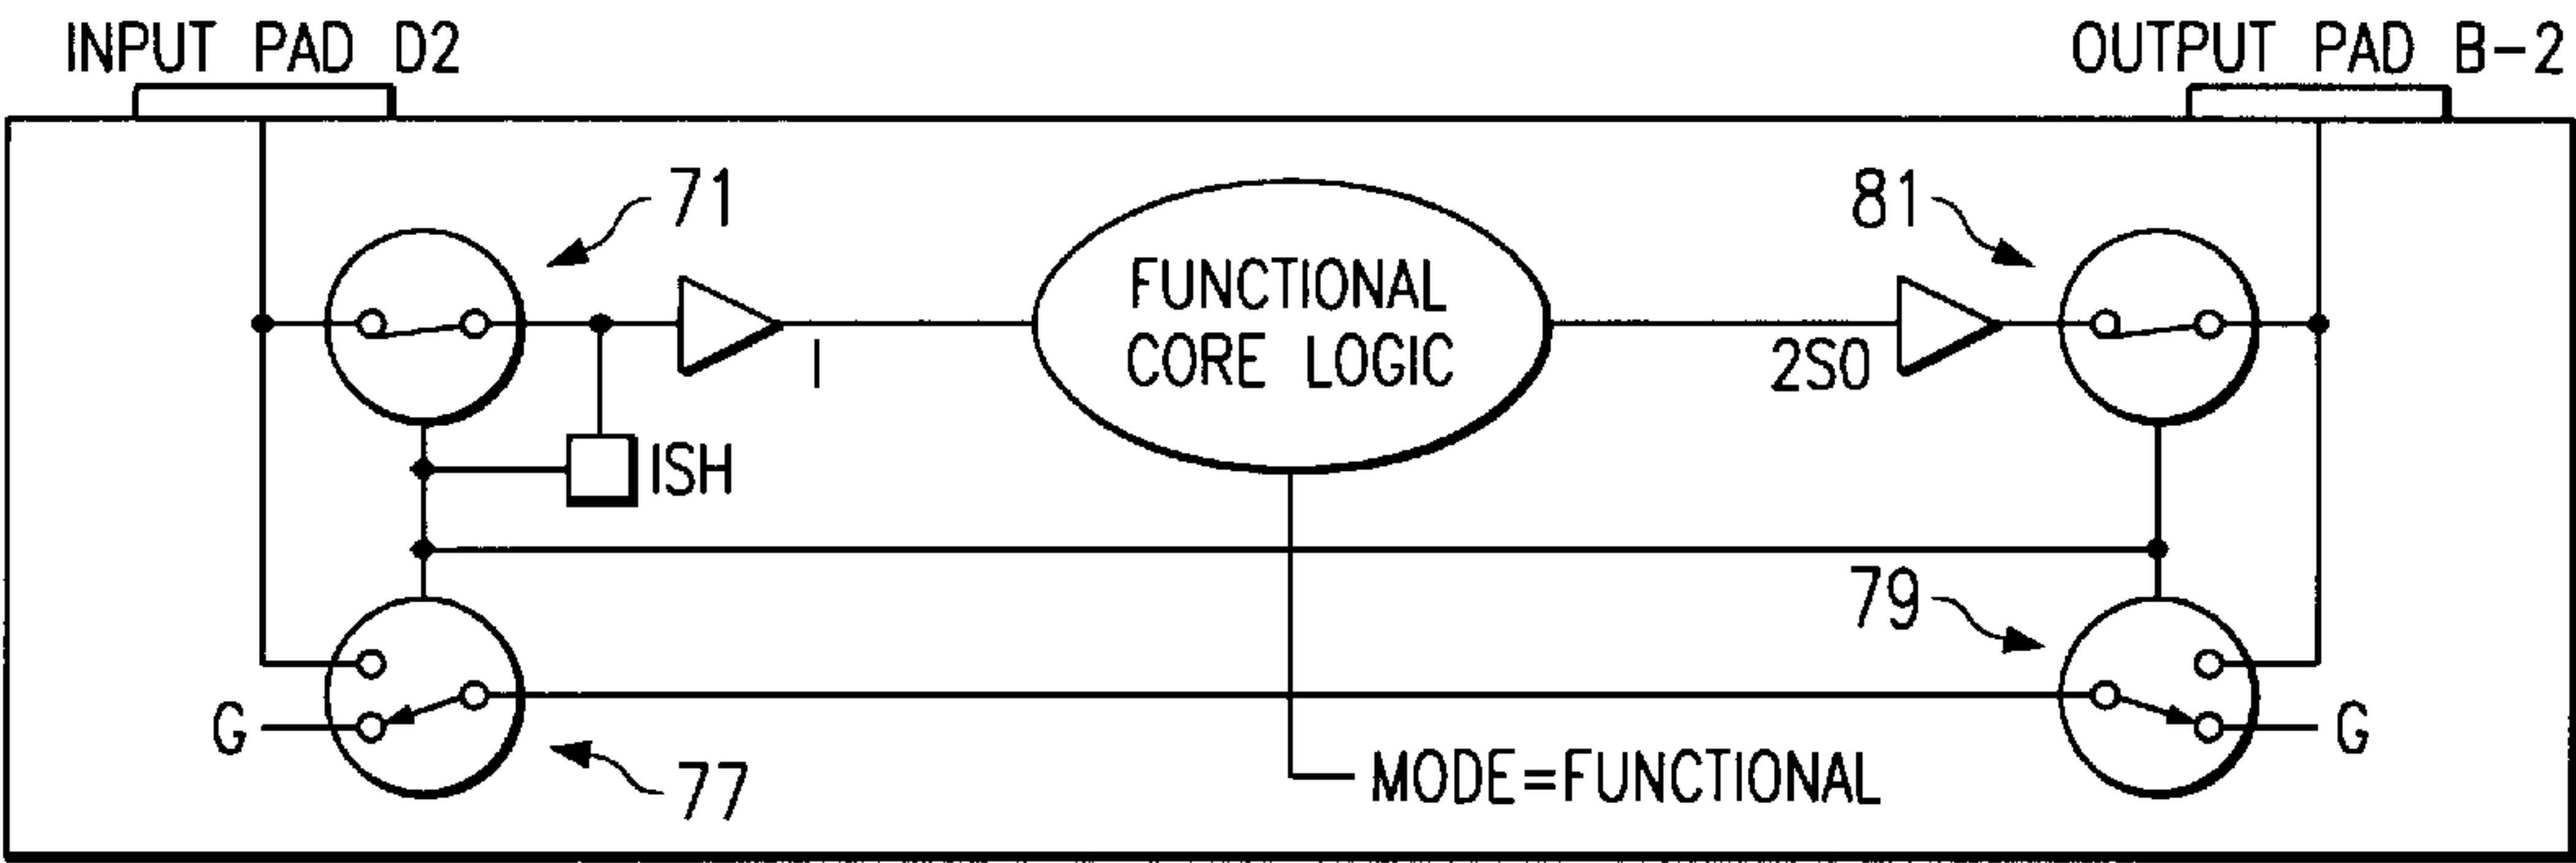 INPUT PAD D2
OUTPUT PAD B-2
71
81
FUNCTIONAL
CORE LOGIC
I
2SO
ISH
79
G
G
77
MODE=FUNCTIONAL